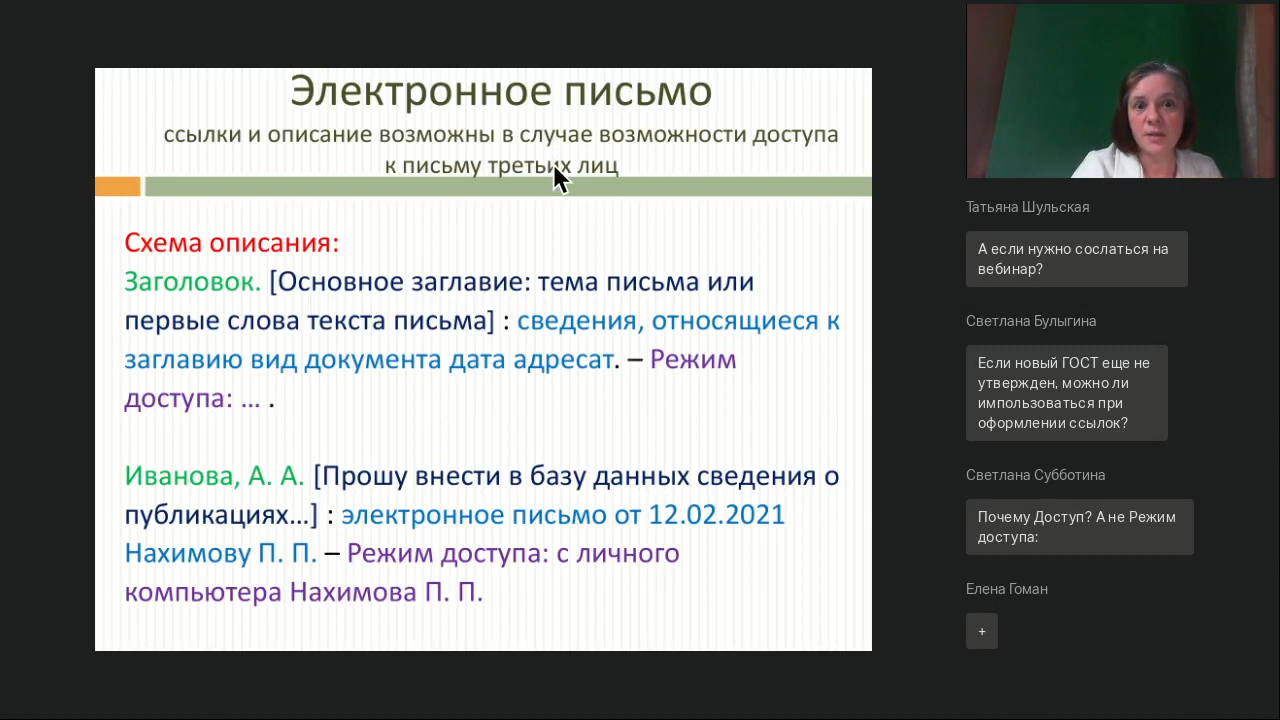 Электронное письмо
ссылки и описание возможны в случае возможности доступа
к письму третьих лиц
Схема описания:
Заголовок. [Основное заглавие: тема письма или
первые слова текста письма] : сведения, относящиеся к
заглавию вид документа дата адресат. – Режим
доступа: ... .
Иванова, А. А. [Прошу внести в базу данных сведения о
публикациях...] : электронное письмо от 12.02.2021
Нахимову П. П. – Режим доступа: с личного
компьютера Нахимова П. П.
Татьяна Шульская
А если нужно сослаться на
вебинар?
Светлана Булыгина
Если новый ГОСТ еще не
утвержден, можно ли
импользоваться при
оформлении ссылок?
Светлана Субботина
Почему Доступ? А не Режим
доступа:
Елена Гоман
+